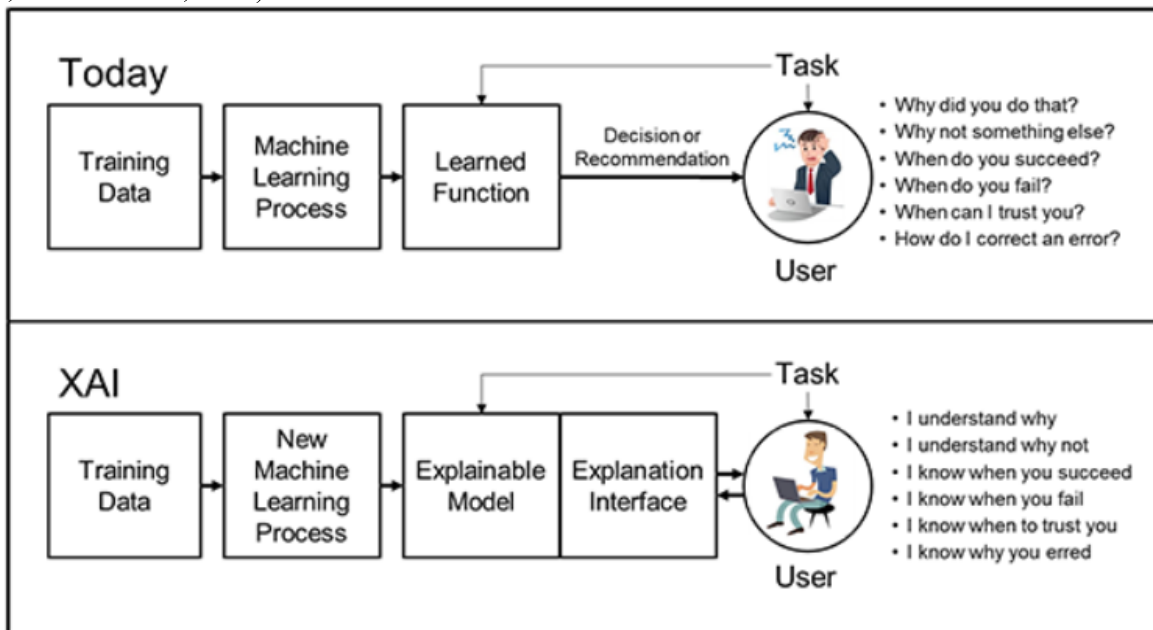 Today
Task
Training
Data
Machine
Learning
Process
Learned
Function
Decision or
Recommendation
User
• Why did you do that?
• Why not something else?
• When do you succeed?
• When do you fail?
• When can I trust you?
• How do I correct an error?
XAI
Task
Training
Data
New
Machine
Learning
Process
Explainable
Model
Explanation
Interface
User
• I understand why
• I understand why not
• I know when you succeed
• I know when you fail
• I know when to trust you
• I know why you erred